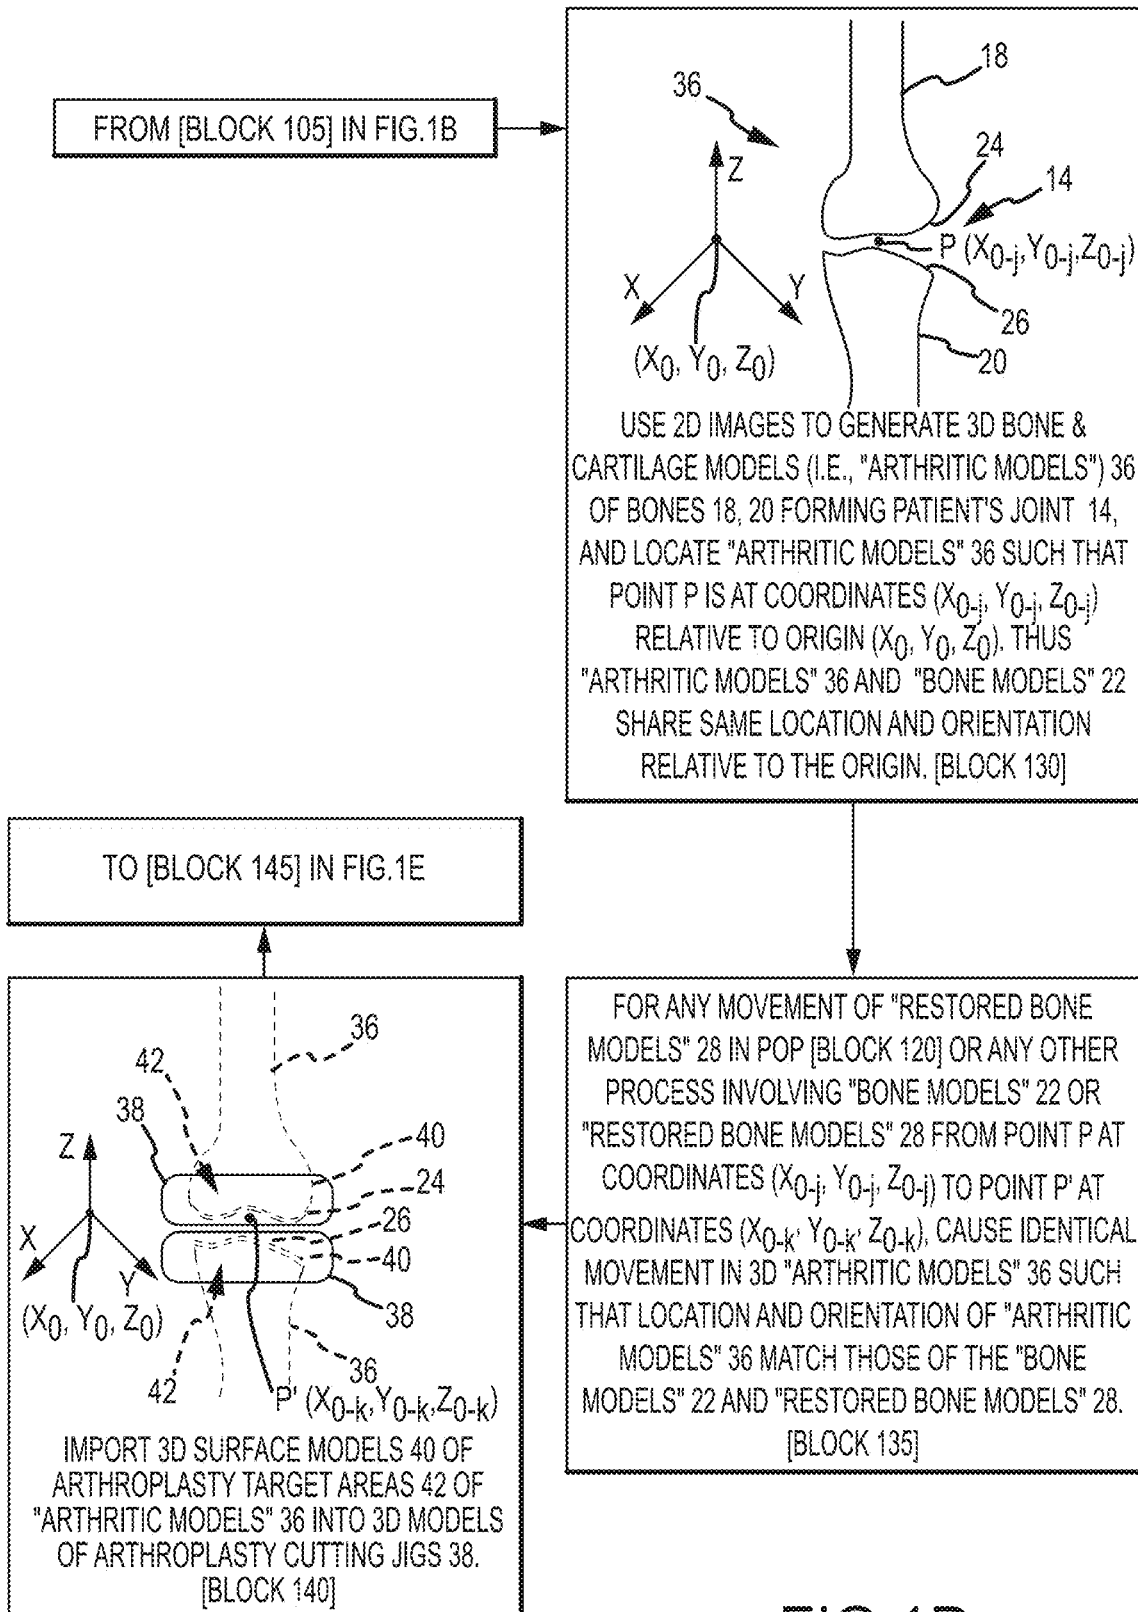 FROM [BLOCK 105] IN FIG.1B
18
36
24
Z
14
P (X0-j,Y0-j,Z0-j)
X
Y
26
(X0, Y0, Z0)
20
USE 2D IMAGES TO GENERATE 3D BONE &
CARTILAGE MODELS (I.E., "ARTHRITIC MODELS") 36
OF BONES 18, 20 FORMING PATIENT'S JOINT 14,
AND LOCATE "ARTHRITIC MODELS" 36 SUCH THAT
POINT P IS AT COORDINATES (X0-j, Y0-j, Z0-j)
RELATIVE TO ORIGIN (X0, Y0, Z0). THUS
"ARTHRITIC MODELS" 36 AND "BONE MODELS" 22
SHARE SAME LOCATION AND ORIENTATION
RELATIVE TO THE ORIGIN. [BLOCK 130]
FOR ANY MOVEMENT OF "RESTORED BONE
MODELS" 28 IN POP [BLOCK 120] OR ANY OTHER
PROCESS INVOLVING "BONE MODELS" 22 OR
"RESTORED BONE MODELS" 28 FROM POINT P AT
COORDINATES (X0-j, Y0-j, Z0-j) TO POINT P' AT
COORDINATES (X0-k, Y0-k, Z0-k), CAUSE IDENTICAL
MOVEMENT IN 3D "ARTHRITIC MODELS" 36 SUCH
THAT LOCATION AND ORIENTATION OF "ARTHRITIC
MODELS" 36 MATCH THOSE OF THE "BONE
MODELS" 22 AND "RESTORED BONE MODELS" 28.
[BLOCK 135]
36
42
38
Z
40
24
26
X
40
Y
(X0, Y0, Z0)
38
36
42
P' (X0-k,Y0-k,Z0-k)
IMPORT 3D SURFACE MODELS 40 OF
ARTHROPLASTY TARGET AREAS 42 OF
"ARTHRITIC MODELS" 36 INTO 3D MODELS
OF ARTHROPLASTY CUTTING JIGS 38.
[BLOCK 140]
TO [BLOCK 145] IN FIG.1E